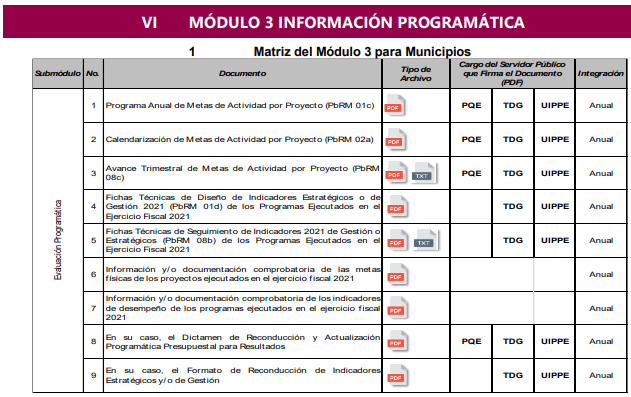 VI MÓDULO 3 INFORMACIÓN PROGRAMÁTICA
1 Matriz del Módulo 3 para Municipios
Submódulo No. Documento Tipo de Archivo Cargo del Servidor Público que Firma el Documento (PDF) Integración
Evaluación Programática
1 Programa Anual de Metas de Actividad por Proyecto (PbRM 01c) PDF PQE TDG UIPPE Anual
2 Calendarización de Metas de Actividad por Proyecto (PbRM 02a) PDF PQE TDG UIPPE Anual
3 Avance Trimestral de Metas de Actividad por Proyecto (PbRM
08c) PDF TXT PQE TDG UIPPE Anual
4 Fichas Técnicas de Diseño de Indicadores Estratégicos o de
Gestión 2021 (PbRM 01d) de los Programas Ejecutados en el
Ejercicio Fiscal 2021 PDF TDG UIPPE Anual
5 Fichas Técnicas de Seguimiento de Indicadores 2021 de Gestión o
Estratégicos (PbRM 08b) de los Programas Ejecutados en el
Ejercicio Fiscal 2021 PDF TXT TDG UIPPE Anual
6 Información y/o documentación comprobatoria de las metas
físicas de los proyectos ejecutados en el ejercicio fiscal 2021 PDF Anual
7 Información y/o documentación comprobatoria de los indicadores
de desempeño de los programas ejecutados en el ejercicio fiscal
2021 PDF Anual
8 En su caso, el Dictamen de Reconducción y Actualización
Programática Presupuestal para Resultados PDF PQE TDG UIPPE Anual
9 En su caso, el Formato de Reconducción de Indicadores
Estratégicos y/o de Gestión PDF TDG UIPPE Anual